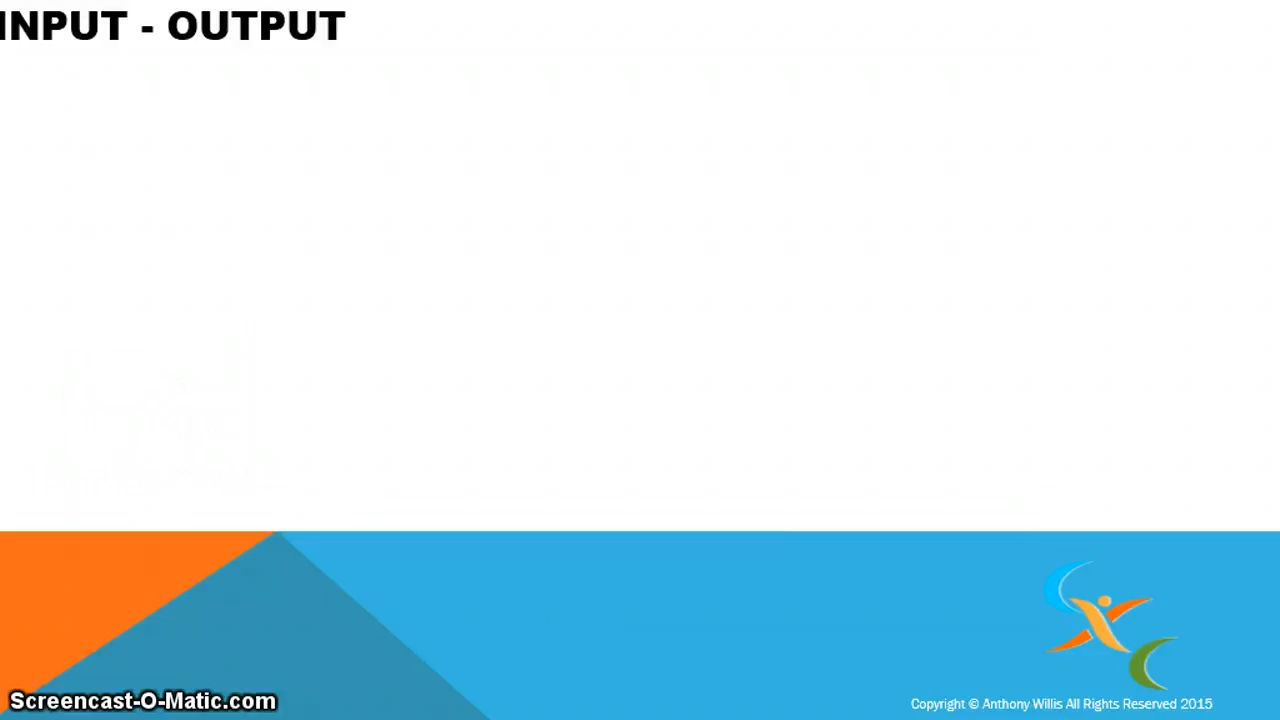 INPUT - OUTPUT
Screencast-O-Matic.com
Copyright © Anthony Willis All Rights Reserved 2015